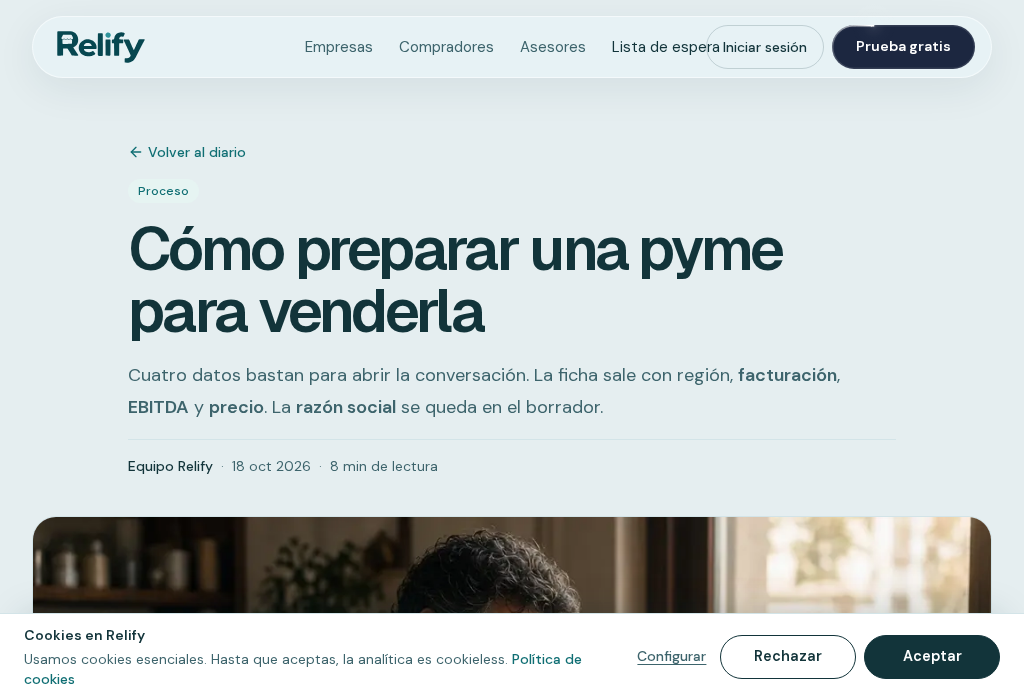 Relify
Empresas
Compradores
Asesores
Lista de espera
Iniciar sesión
Prueba gratis
← Volver al diario
Proceso
Cómo preparar una pyme
para venderla
Cuatro datos bastan para abrir la conversación. La ficha sale con región, facturación,
EBITDA y precio. La razón social se queda en el borrador.
Equipo Relify · 18 oct 2026 · 8 min de lectura
Cookies en Relify
Usamos cookies esenciales. Hasta que aceptas, la analítica es cookieless. Política de
cookies
Configurar
Rechazar
Aceptar